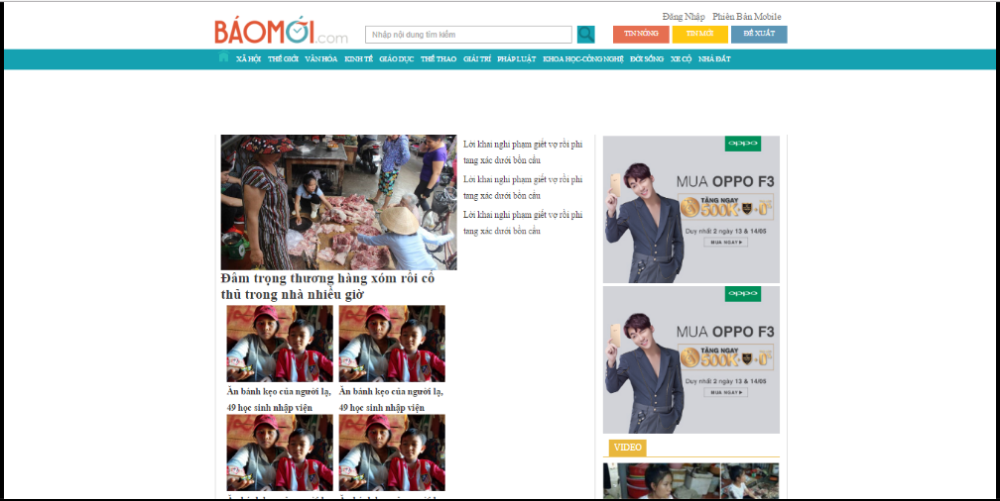 Đăng Nhập Phiên Bản Mobile
BÁOMỚI.com
Nhập nội dung tìm kiếm
TIN NÓNG TIN MỚI ĐỀ XUẤT
XÃ HỘI THẾ GIỚI VĂN HÓA KINH TẾ GIÁO DỤC THỂ THAO GIẢI TRÍ PHÁP LUẬT KHOA HỌC-CÔNG NGHỆ ĐỜI SỐNG XE CỘ NHÀ ĐẤT
Lời khai nghi phạm giết vợ rồi phi
tang xác dưới bồn cầu
Lời khai nghi phạm giết vợ rồi phi
tang xác dưới bồn cầu
Lời khai nghi phạm giết vợ rồi phi
tang xác dưới bồn cầu
Đâm trọng thương hàng xóm rồi cố
thủ trong nhà nhiều giờ
Ăn bánh kẹo của người lạ,
49 học sinh nhập viện
Ăn bánh kẹo của người lạ,
49 học sinh nhập viện
oppo
MUA OPPO F3
TẶNG NGAY
500K
Duy nhất 2 ngày 13 & 14/05
MUA NGAY
oppo
MUA OPPO F3
TẶNG NGAY
500K
Duy nhất 2 ngày 13 & 14/05
MUA NGAY
VIDEO